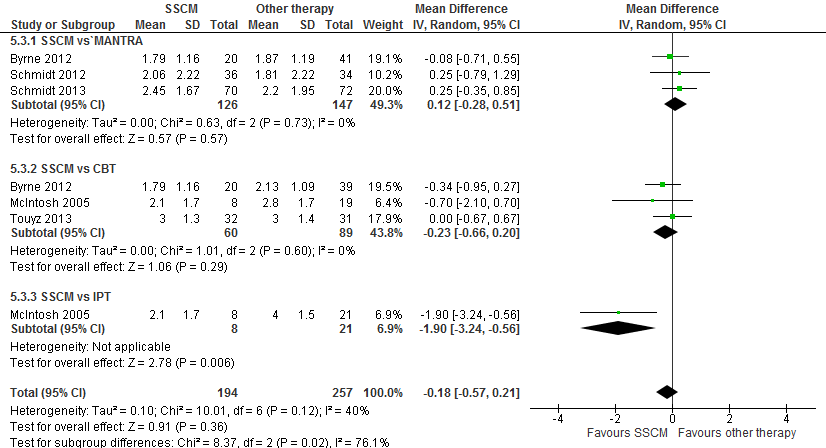 SSCM Other therapy Mean Difference Mean Difference
Study or Subgroup Mean SD Total Mean SD Total Weight IV, Random, 95% CI IV, Random, 95% CI
5.3.1 SSCM vs`MANTRA
Byrne 2012 1.79 1.16 20 1.87 1.19 41 19.1% -0.08 [-0.71, 0.55]
Schmidt 2012 2.06 2.22 36 1.81 2.22 34 10.2% 0.25 [-0.79, 1.29]
Schmidt 2013 2.45 1.67 70 2.2 1.95 72 20.0% 0.25 [-0.35, 0.85]
Subtotal (95% CI) 126 147 49.3% 0.12 [-0.28, 0.51]
Heterogeneity: Tau² = 0.00; Chi² = 0.63, df = 2 (P = 0.73); I² = 0%
Test for overall effect: Z = 0.57 (P = 0.57)
5.3.2 SSCM vs CBT
Byrne 2012 1.79 1.16 20 2.13 1.09 39 19.5% -0.34 [-0.95, 0.27]
McIntosh 2005 2.1 1.7 8 2.8 1.7 19 6.4% -0.70 [-2.10, 0.70]
Touyz 2013 3 1.3 32 3 1.4 31 17.9% 0.00 [-0.67, 0.67]
Subtotal (95% CI) 60 89 43.8% -0.23 [-0.66, 0.20]
Heterogeneity: Tau² = 0.00; Chi² = 1.01, df = 2 (P = 0.60); I² = 0%
Test for overall effect: Z = 1.06 (P = 0.29)
5.3.3 SSCM vs IPT
McIntosh 2005 2.1 1.7 8 4 1.5 21 6.9% -1.90 [-3.24, -0.56]
Subtotal (95% CI) 8 21 6.9% -1.90 [-3.24, -0.56]
Heterogeneity: Not applicable
Test for overall effect: Z = 2.78 (P = 0.006)
Total (95% CI) 194 257 100.0% -0.18 [-0.57, 0.21]
Heterogeneity: Tau² = 0.10; Chi² = 10.01, df = 6 (P = 0.12); I² = 40%
Test for overall effect: Z = 0.91 (P = 0.36)
Test for subgroup differences: Chi² = 8.37, df = 2 (P = 0.02), I² = 76.1%
-4 -2 0 2 4
Favours SSCM Favours other therapy